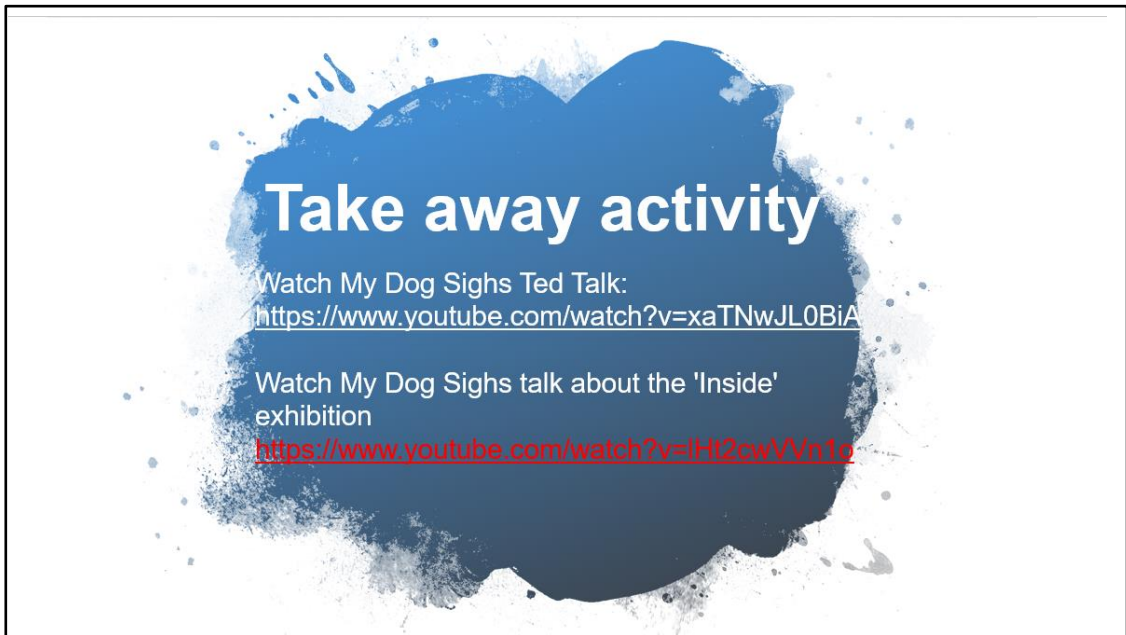 Take away activity
Watch My Dog Sighs Ted Talk:
https://www.youtube.com/watch?v=xaTNwJL0BiA
Watch My Dog Sighs talk about the 'Inside'
exhibition
https://www.youtube.com/watch?v=lHt2cwVVn1o